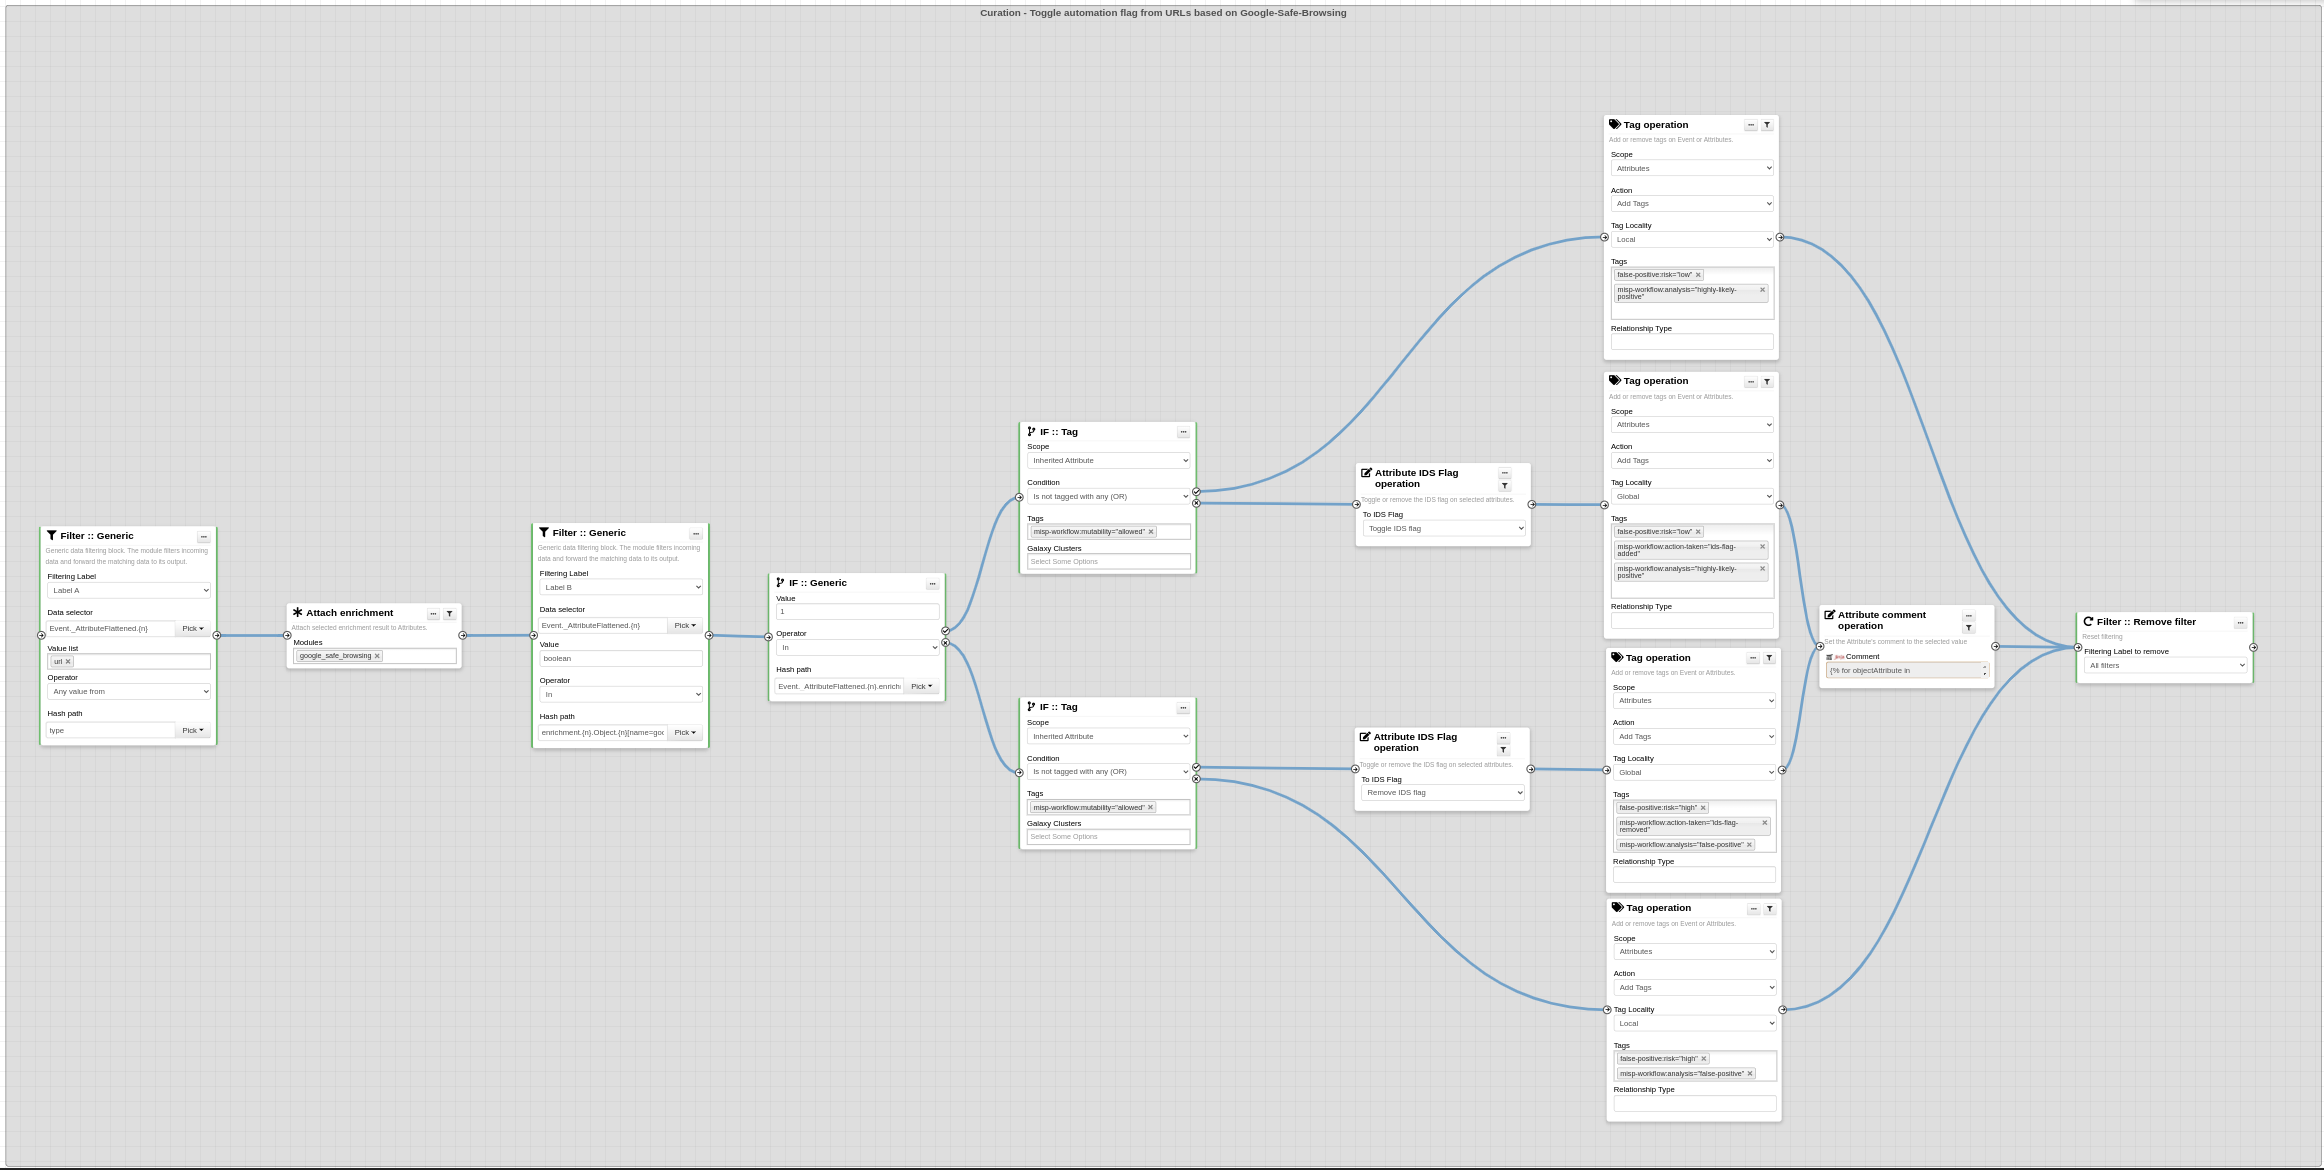 Curation - Toggle automation flag from URLs based on Google-Safe-Browsing
Filter :: Generic
Generic data filtering block. The module filters incoming
data and forward the matching data to its output.
Filtering Label
Label A
Data selector
Event._AttributeFlattened.{n}
Pick
Value list
url
Operator
Any value from
Hash path
type
Pick
Attach enrichment
Attach selected enrichment result to Attributes.
Modules
google_safe_browsing
Filter :: Generic
Generic data filtering block. The module filters incoming
data and forward the matching data to its output.
Filtering Label
Label B
Data selector
Event._AttributeFlattened.{n}
Pick
Value
boolean
Operator
In
Hash path
enrichment.{n}.Object.{n}[name=goo
Pick
IF :: Generic
Value
1
Operator
In
Hash path
Event._AttributeFlattened.{n}.enrich
Pick
IF :: Tag
Scope
Inherited Attribute
Condition
Is not tagged with any (OR)
Tags
misp-workflow:mutability="allowed"
Galaxy Clusters
Select Some Options
IF :: Tag
Scope
Inherited Attribute
Condition
Is not tagged with any (OR)
Tags
misp-workflow:mutability="allowed"
Galaxy Clusters
Select Some Options
Attribute IDS Flag
operation
Toggle or remove the IDS flag on selected attributes.
To IDS Flag
Toggle IDS flag
Attribute IDS Flag
operation
Toggle or remove the IDS flag on selected attributes.
To IDS Flag
Remove IDS flag
Tag operation
Add or remove tags on Event or Attributes.
Scope
Attributes
Action
Add Tags
Tag Locality
Local
Tags
false-positive:risk="low"
misp-workflow:analysis="highly-likely-
positive"
Relationship Type
Tag operation
Add or remove tags on Event or Attributes.
Scope
Attributes
Action
Add Tags
Tag Locality
Global
Tags
false-positive:risk="low"
misp-workflow:action-taken="ids-flag-
added"
misp-workflow:analysis="highly-likely-
positive"
Relationship Type
Tag operation
Add or remove tags on Event or Attributes.
Scope
Attributes
Action
Add Tags
Tag Locality
Global
Tags
false-positive:risk="high"
misp-workflow:action-taken="ids-flag-
removed"
misp-workflow:analysis="false-positive"
Relationship Type
Tag operation
Add or remove tags on Event or Attributes.
Scope
Attributes
Action
Add Tags
Tag Locality
Local
Tags
false-positive:risk="high"
misp-workflow:analysis="false-positive"
Relationship Type
Attribute comment
operation
Set the Attribute's comment to the selected value
Comment
{% for objectAttribute in
Filter :: Remove filter
Reset filtering
Filtering Label to remove
All filters